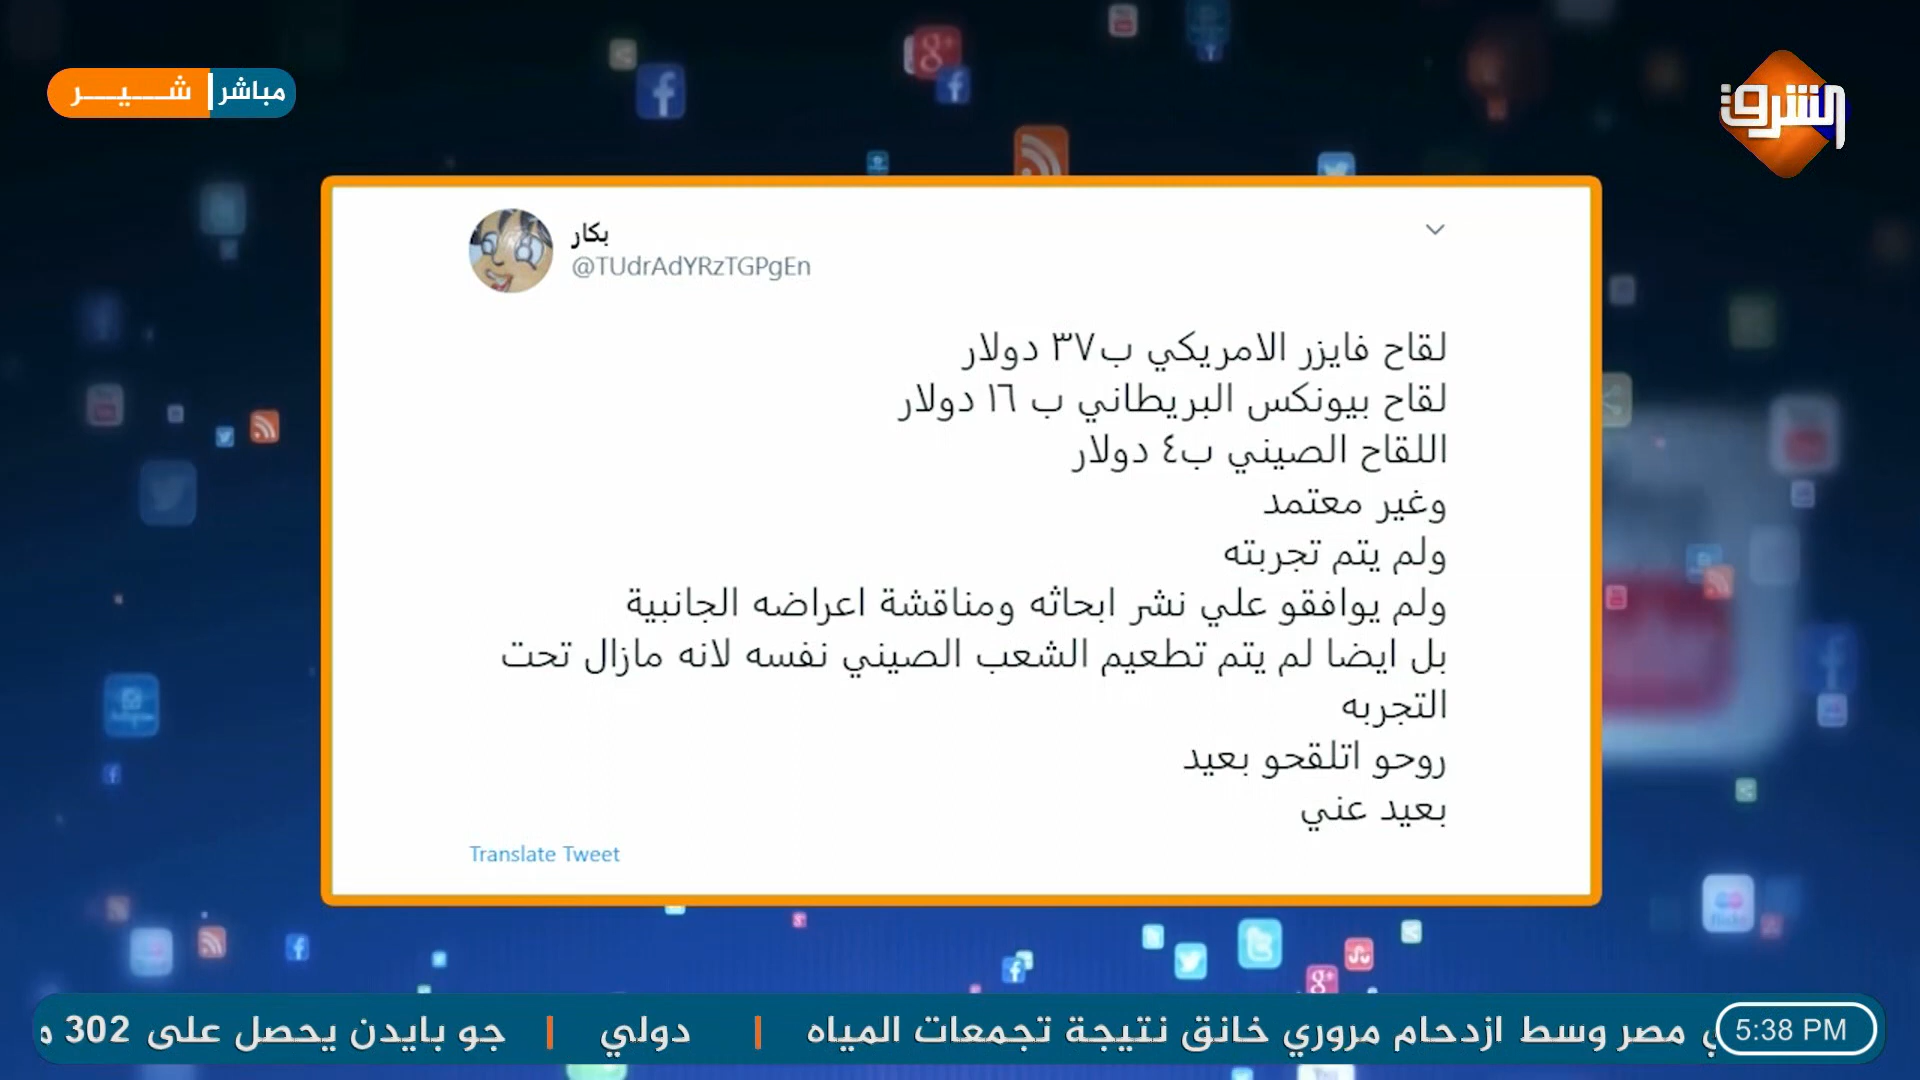 مباشر
شـــيـــر
الشرق
بكار
@TUdrAdYRzTGPgEn
لقاح فايزر الامريكي ب٣٧ دولار
لقاح بيونكس البريطاني ب ١٦ دولار
اللقاح الصيني ب٤ دولار
وغير معتمد
ولم يتم تجربته
ولم يوافقو علي نشر ابحاثه ومناقشة اعراضه الجانبية
بل ايضا لم يتم تطعيم الشعب الصيني نفسه لانه مازال تحت
التجربه
روحو اتلقحو بعيد
بعيد عني
Translate Tweet
مصر وسط ازدحام مروري خانق نتيجة تجمعات المياه | دولي | جو بايدن يحصل على 302
5:38 PM